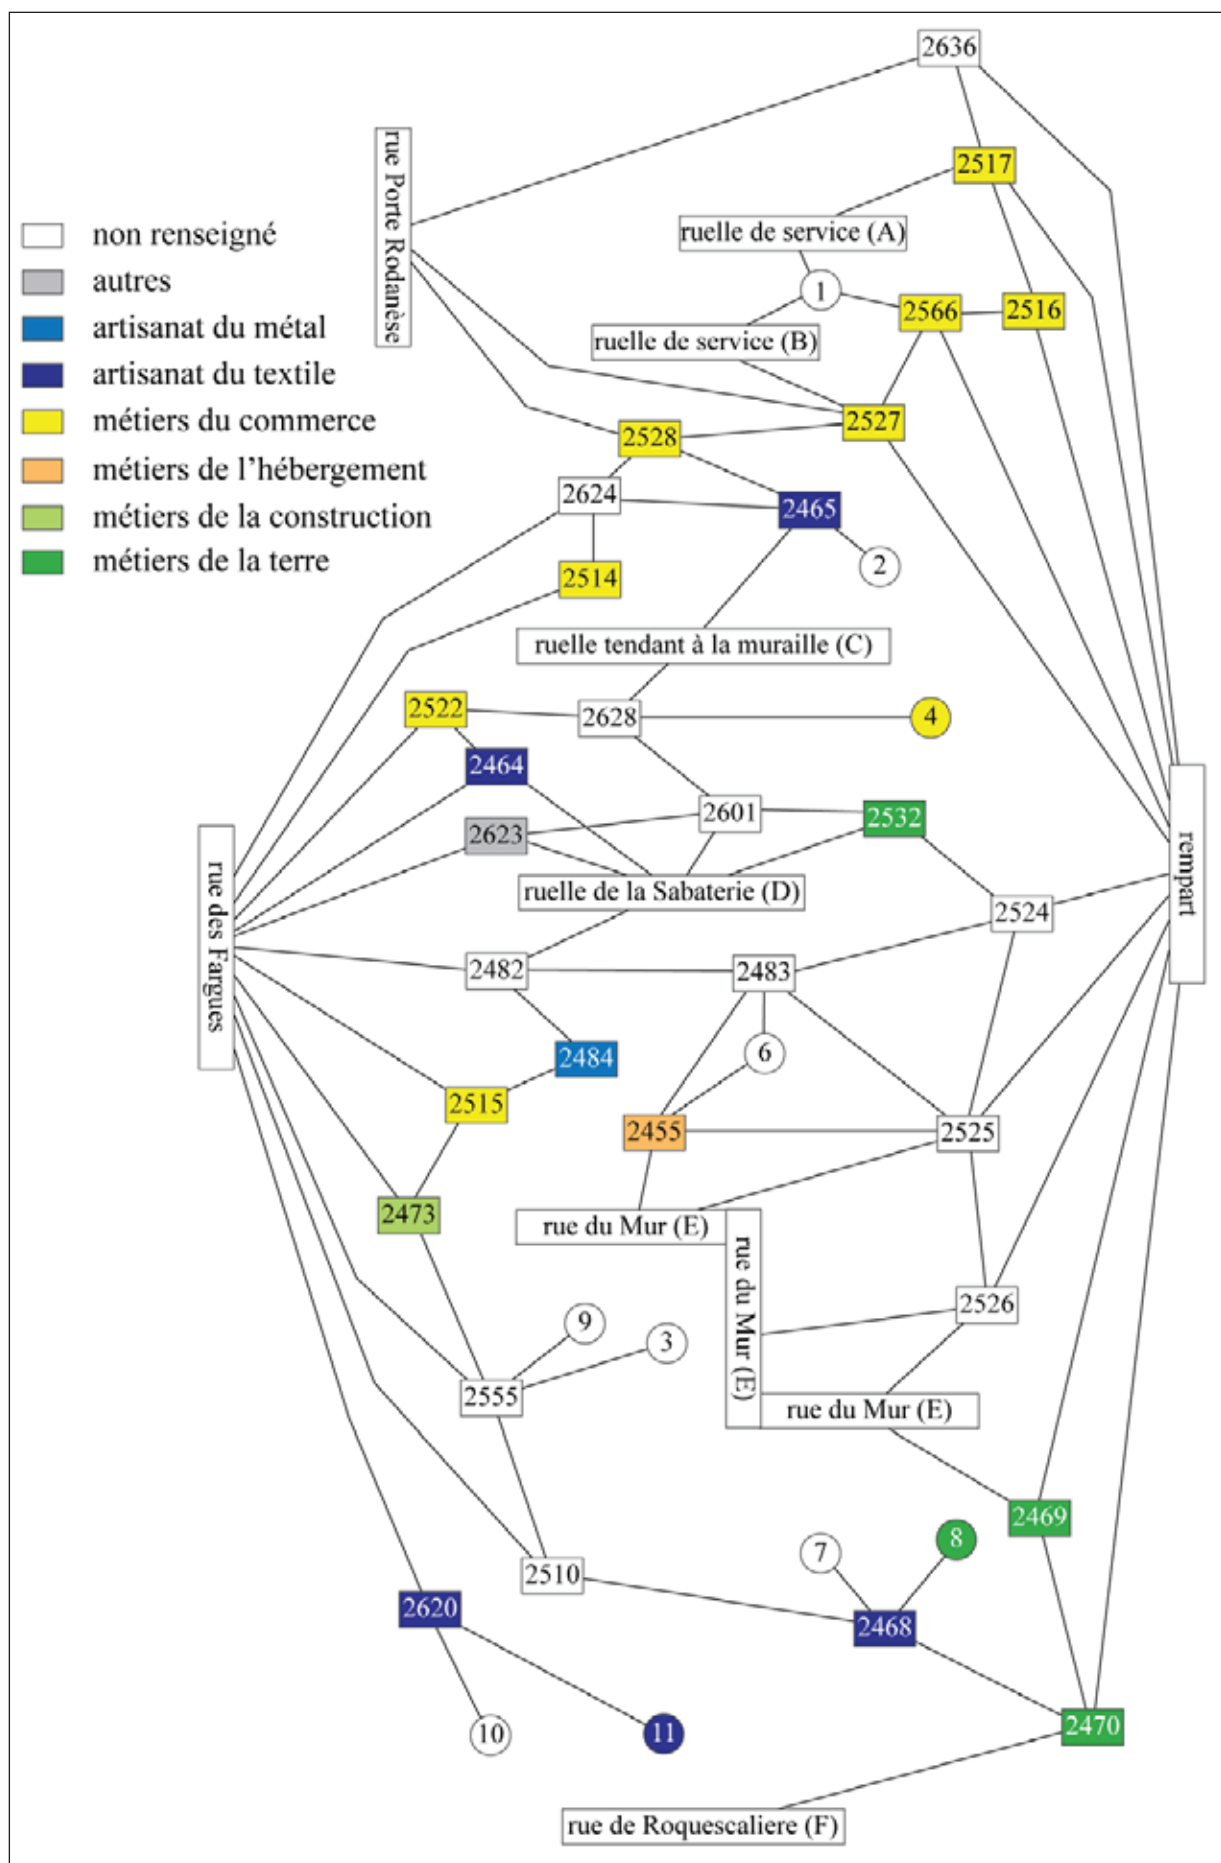 2636
rue Porte Rodanèse
2517
non renseigné
ruelle de service (A)
autres
1
2566
2516
artisanat du métal
ruelle de service (B)
artisanat du textile
métiers du commerce
2528
2527
métiers de l'hébergement
2624
2465
métiers de la construction
métiers de la terre
2514
2
ruelle tendant à la muraille (C)
2522
2628
4
2464
2601
2532
2623
rue des Fargues
rempart
ruelle de la Sabaterie (D)
2524
2482
2483
2484
6
2515
2455
2525
2473
rue du Mur (E)
rue du Mur (E)
2526
9
3
2555
rue du Mur (E)
2469
7
8
2510
2620
2468
10
11
2470
rue de Roquescaliere (F)